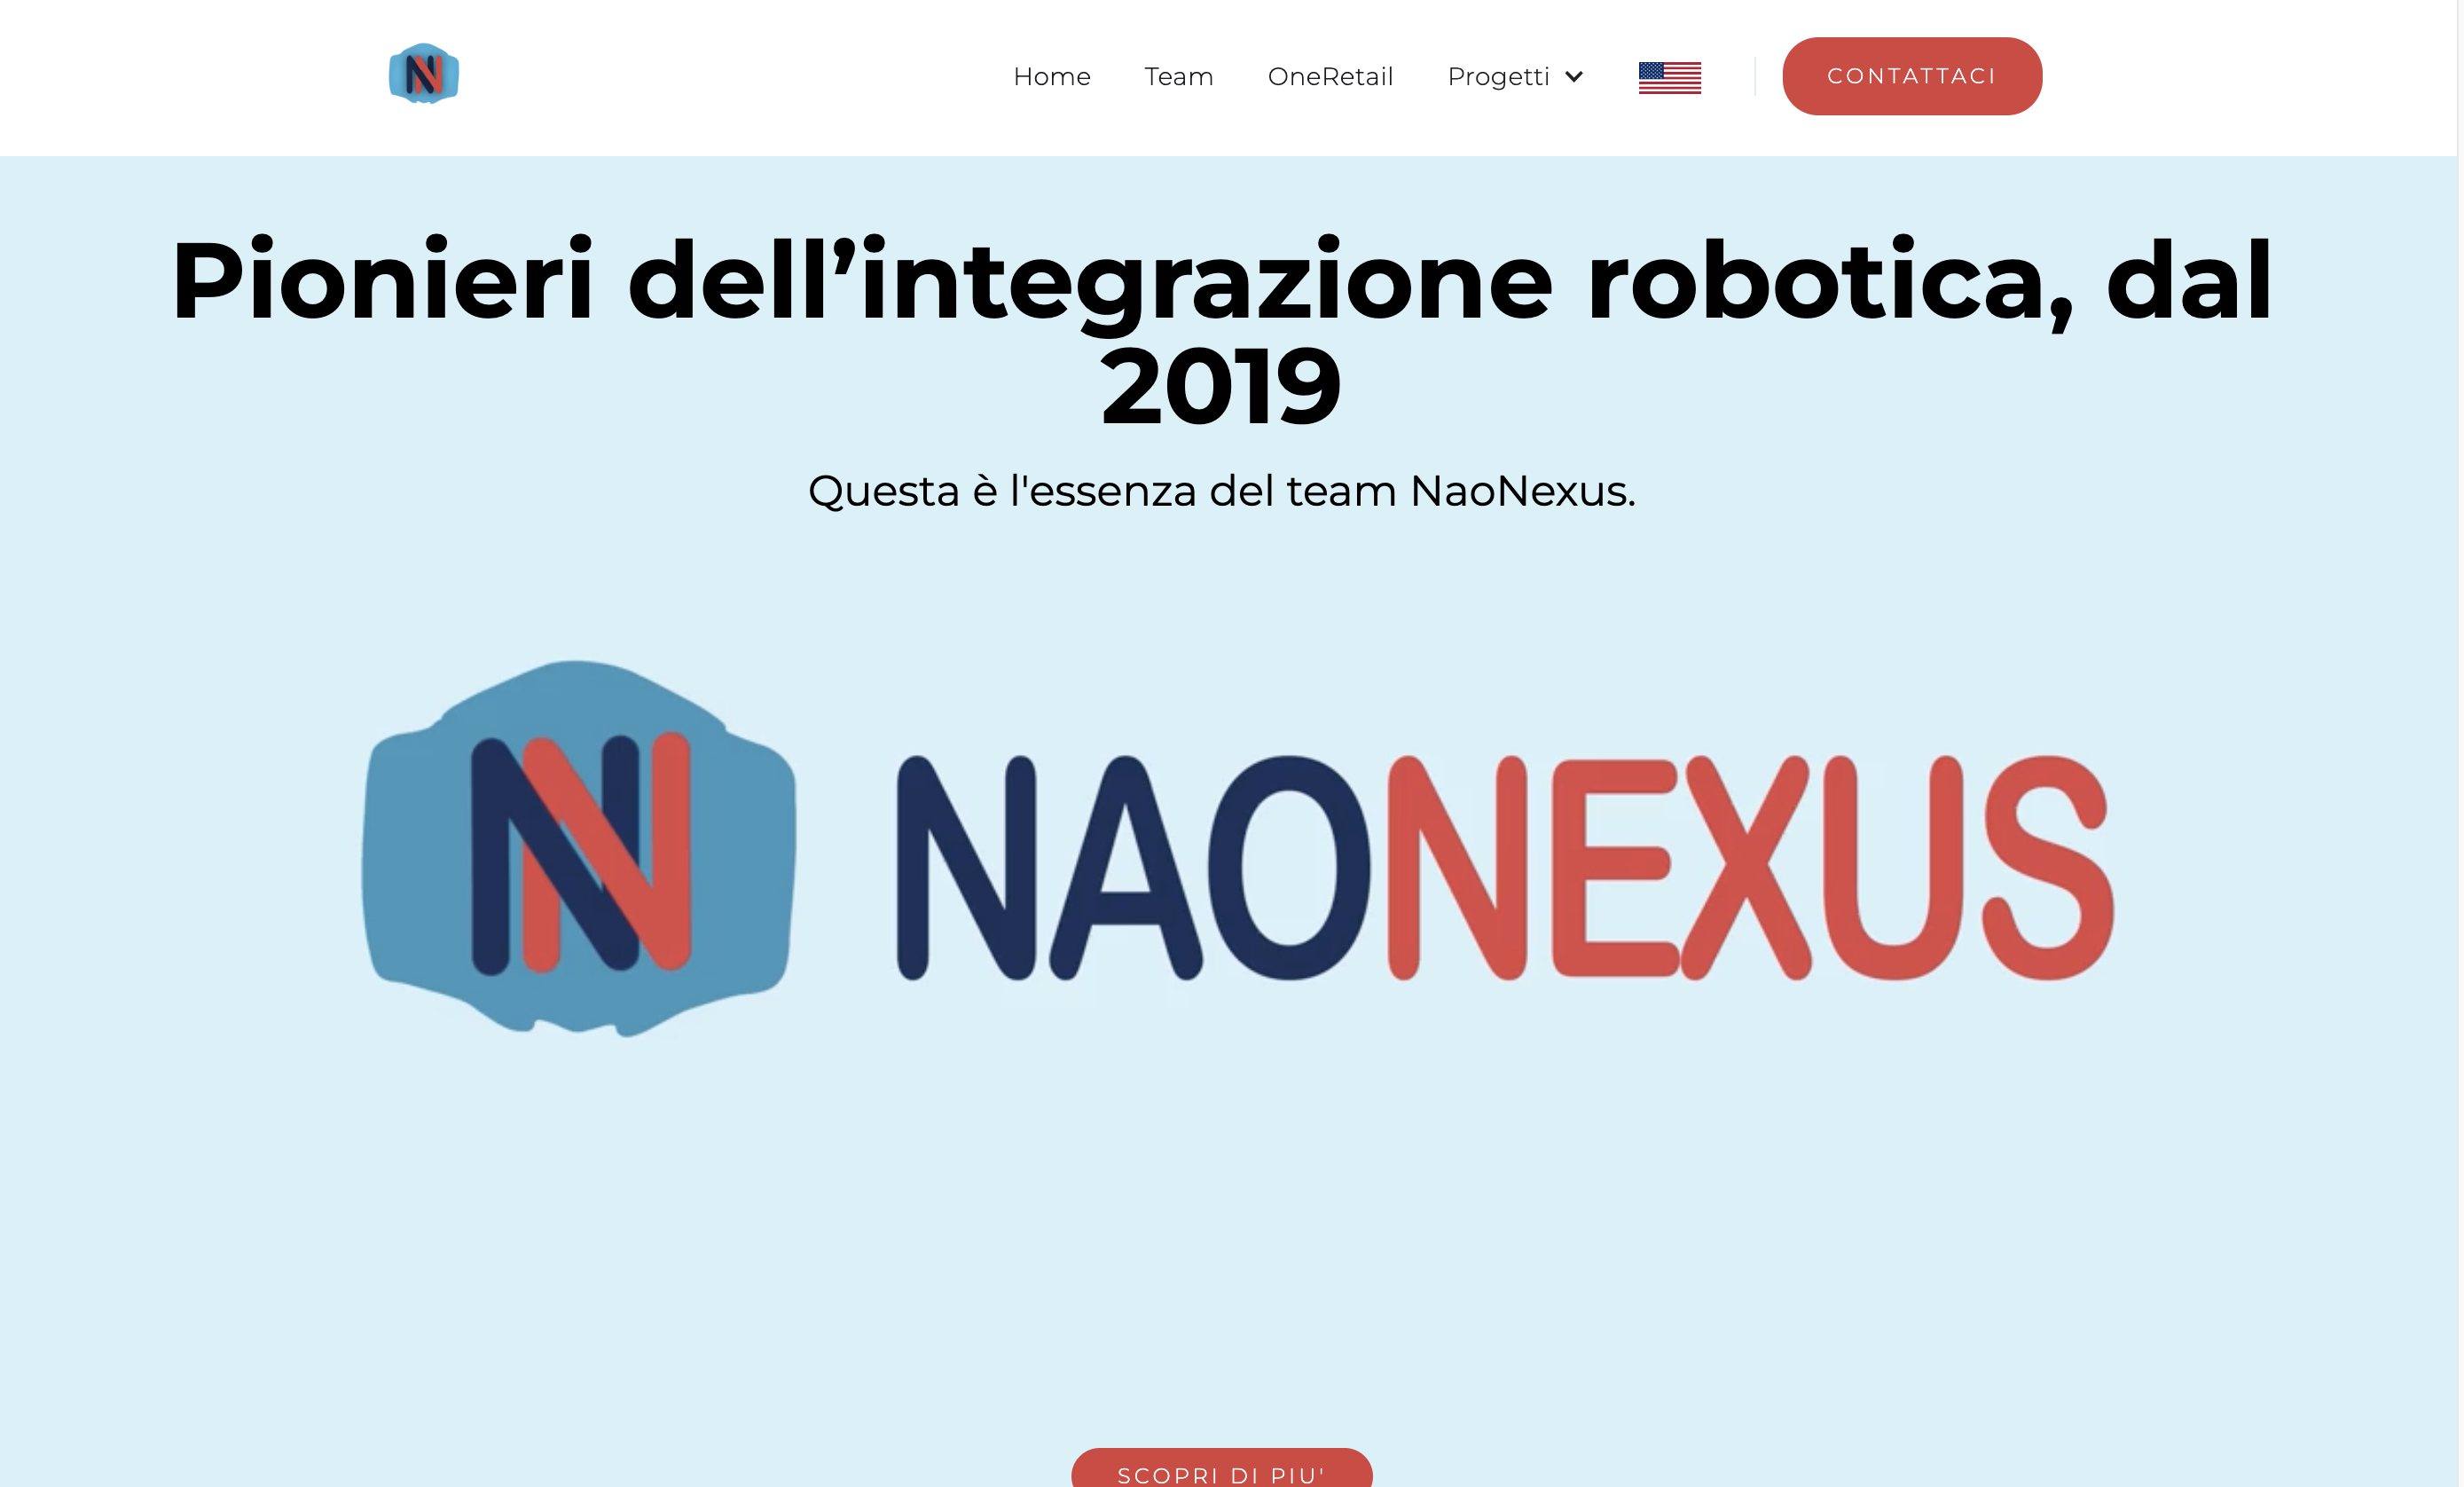 N
Home Team OneRetail Progetti CONTATTACI
Pionieri dell’integrazione robotica, dal
2019
Questa è l'essenza del team NaoNexus.
NN NAONEXUS
SCOPRI DI PIU'